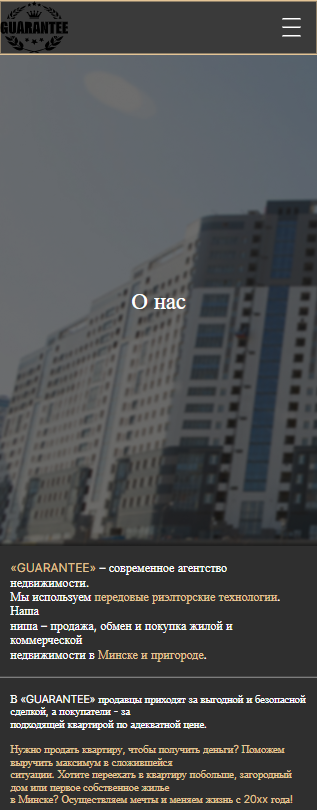 GUARANTEE
О нас
«GUARANTEE» – современное агентство
недвижимости.
Мы используем передовые риэлторские технологии.
Наша
ниша – продажа, обмен и покупка жилой и
коммерческой
недвижимости в Минске и пригороде.
В «GUARANTEE» продавцы приходят за выгодной и безопасной
сделкой, а покупатели - за
подходящей квартирой по адекватной цене.
Нужно продать квартиру, чтобы получить деньги? Поможем
выручить максимум в сложившейся
ситуации. Хотите переехать в квартиру побольше, загородный
дом или первое собственное жилье
в Минске? Осуществляем мечты и меняем жизнь с 20xx года!